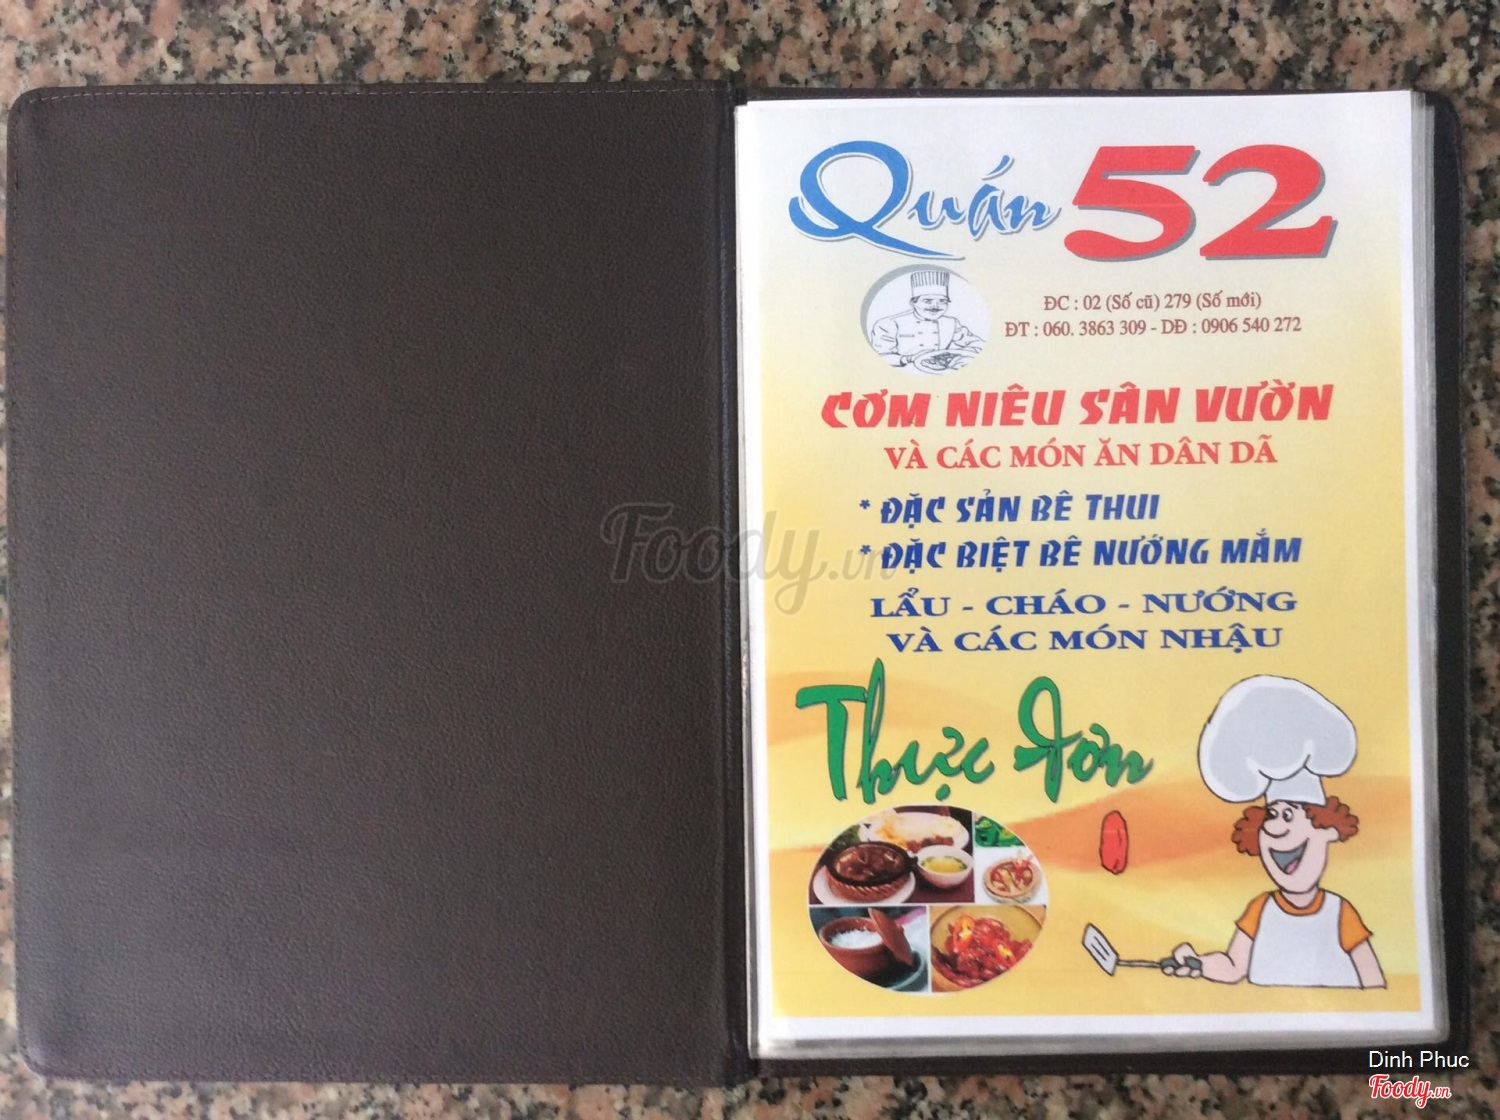 Quán 52
ĐC : 02 (Số cũ) 279 (Số mới)
ĐT : 060. 3863 309 - DĐ : 0906 540 272
CƠM NIÊU SÂN VƯỜN
VÀ CÁC MÓN ĂN DÂN DÃ
* ĐẶC SẢN BÊ THUI
* ĐẶC BIỆT BÊ NƯỚNG MẮM
LẨU - CHÁO - NƯỚNG
VÀ CÁC MÓN NHẬU
Thực Đơn
Foody.vn
Dinh Phuc
Foody.vn